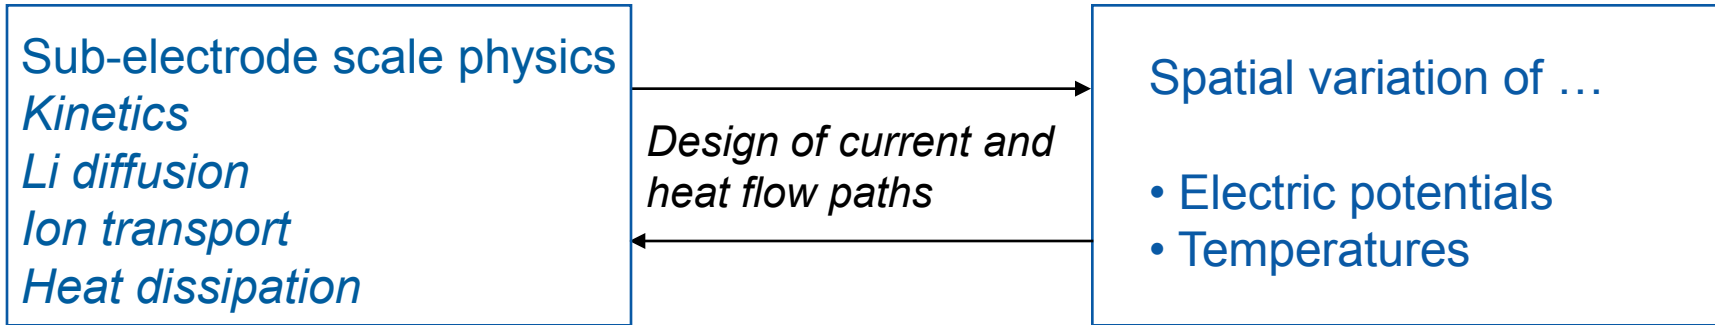 Sub-electrode scale physics
Kinetics
Li diffusion
Ion transport
Heat dissipation
Design of current and
heat flow paths
Spatial variation of …
• Electric potentials
• Temperatures